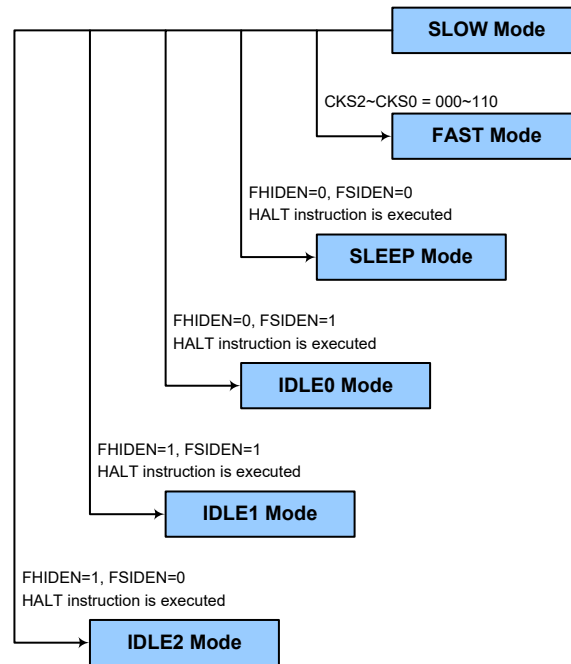 SLOW Mode
CKS2~CKS0 = 000~110
FAST Mode
FHIDEN=0, FSIDEN=0
HALT instruction is executed
SLEEP Mode
FHIDEN=0, FSIDEN=1
HALT instruction is executed
IDLE0 Mode
FHIDEN=1, FSIDEN=1
HALT instruction is executed
IDLE1 Mode
FHIDEN=1, FSIDEN=0
HALT instruction is executed
IDLE2 Mode